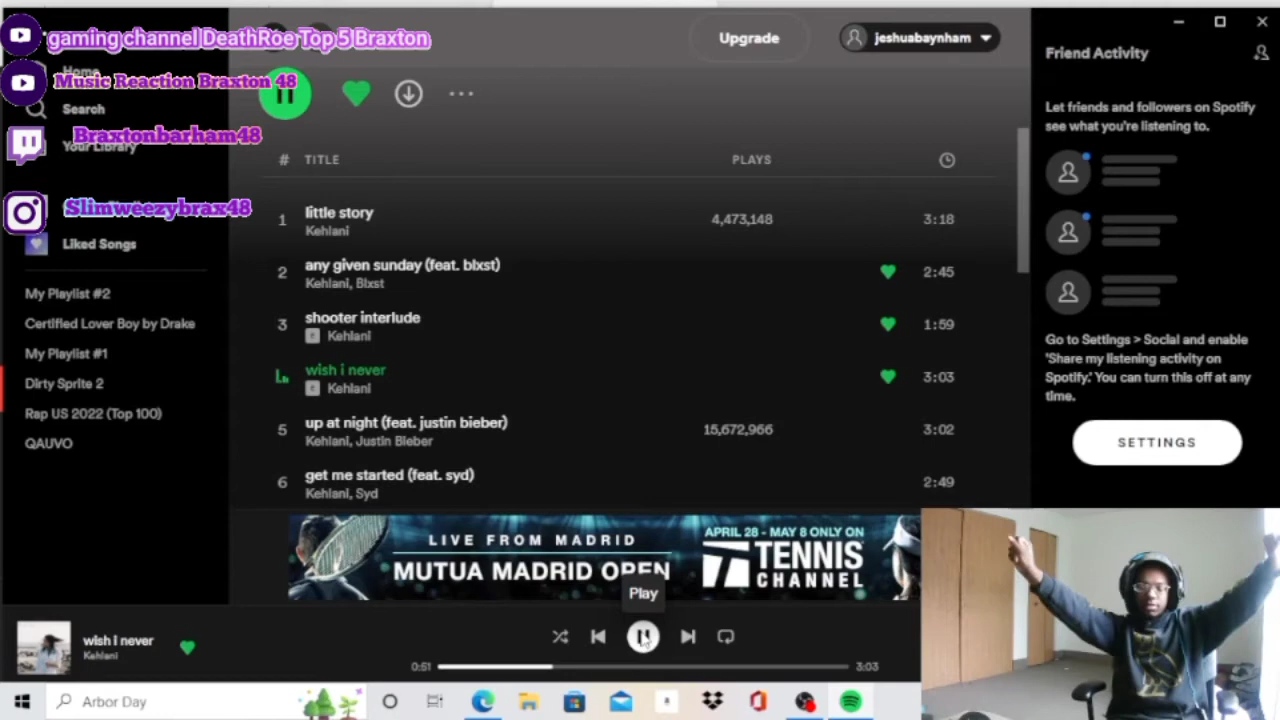 gaming channel DeathRoe Top 5 Braxton
Music Reaction Braxton 48
Braxtonbarham48
Slimweezybrax48
Home
Search
Your Library
Liked Songs
My Playlist #2
Certified Lover Boy by Drake
My Playlist #1
Dirty Sprite 2
Rap US 2022 (Top 100)
QAUVO
Upgrade
jeshuabaynham
# TITLE PLAYS
1 little story 4,473,148 3:18
Kehlani
2 any given sunday (feat. blxst) 2:45
Kehlani, Blxst
3 shooter interlude 1:59
E Kehlani
wish i never 3:03
E Kehlani
5 up at night (feat. justin bieber) 15,672,966 3:02
Kehlani, Justin Bieber
6 get me started (feat. syd) 2:49
Kehlani, Syd
Friend Activity
Let friends and followers on Spotify
see what you're listening to.
Go to Settings > Social and enable
'Share my listening activity on
Spotify.' You can turn this off at any
time.
SETTINGS
LIVE FROM MADRID
MUTUA MADRID OPEN
APRIL 28 - MAY 8 ONLY ON
T TENNIS
CHANNEL
Play
wish i never
Kehlani
0:51 3:03
Arbor Day